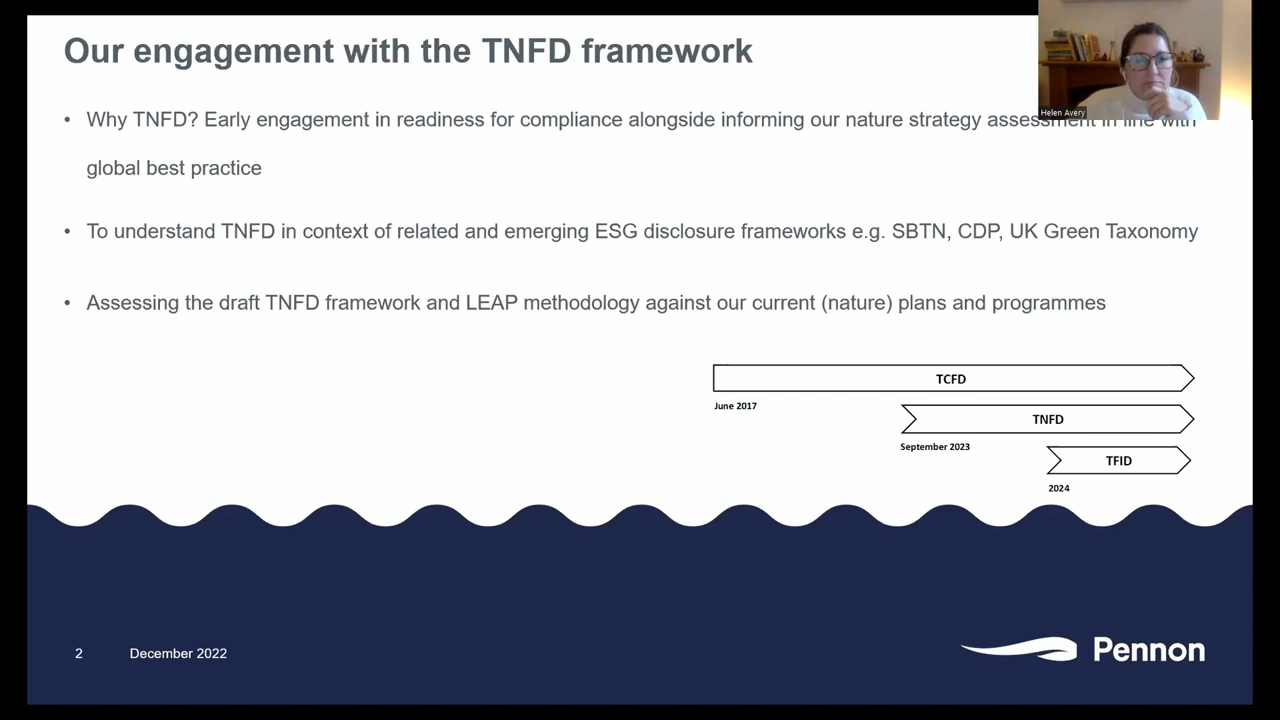 Our engagement with the TNFD framework
Helen Avery
• Why TNFD? Early engagement in readiness for compliance alongside informing our nature strategy assessment in line with
global best practice
• To understand TNFD in context of related and emerging ESG disclosure frameworks e.g. SBTN, CDP, UK Green Taxonomy
• Assessing the draft TNFD framework and LEAP methodology against our current (nature) plans and programmes
TCFD
June 2017
TNFD
September 2023
TFID
2024
2 December 2022
Pennon